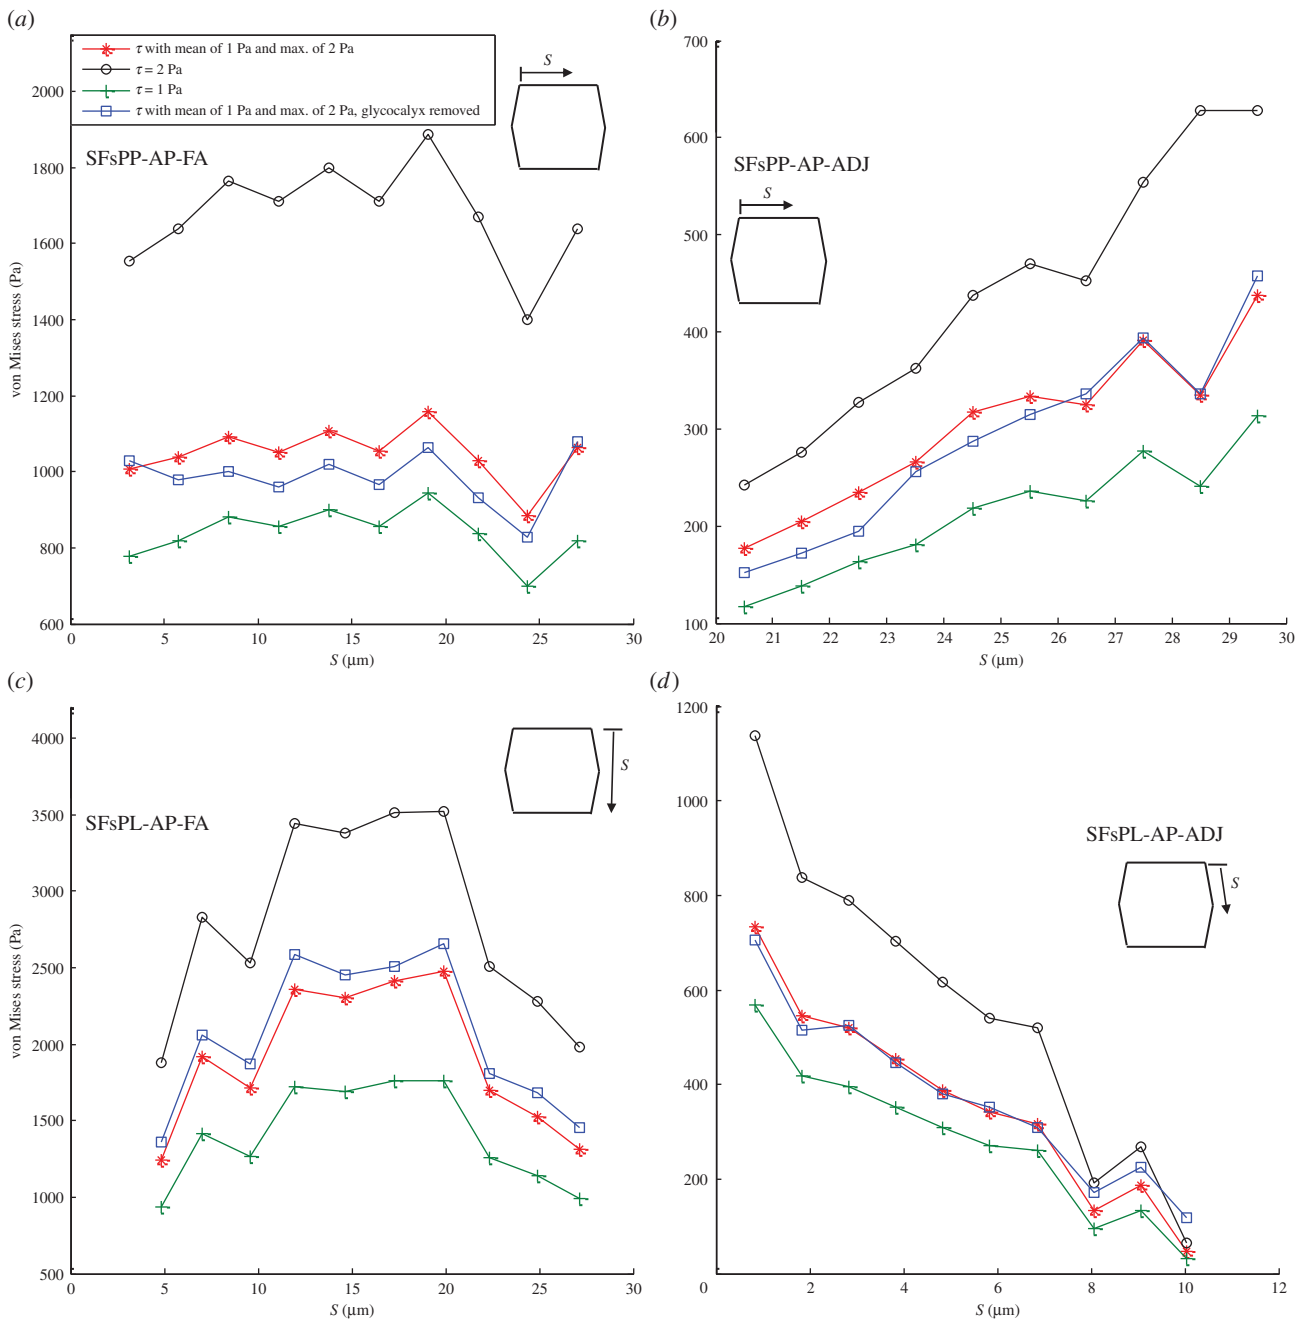 (a)
τ with mean of 1 Pa and max. of 2 Pa
τ = 2 Pa
τ = 1 Pa
τ with mean of 1 Pa and max. of 2 Pa, glycocalyx removed
S
SFsPP-AP-FA
von Mises stress (Pa)
2000
1800
1600
1400
1200
1000
800
600
0 5 10 15 20 25 30
S (μm)
(b)
SFsPP-AP-ADJ
S
700
600
500
400
300
200
100
20 21 22 23 24 25 26 27 28 29 30
S (μm)
(c)
SFsPL-AP-FA
S
von Mises stress (Pa)
4000
3500
3000
2500
2000
1500
1000
500
0 5 10 15 20 25 30
S (μm)
(d)
SFsPL-AP-ADJ
S
1200
1000
800
600
400
200
0 2 4 6 8 10 12
S (μm)